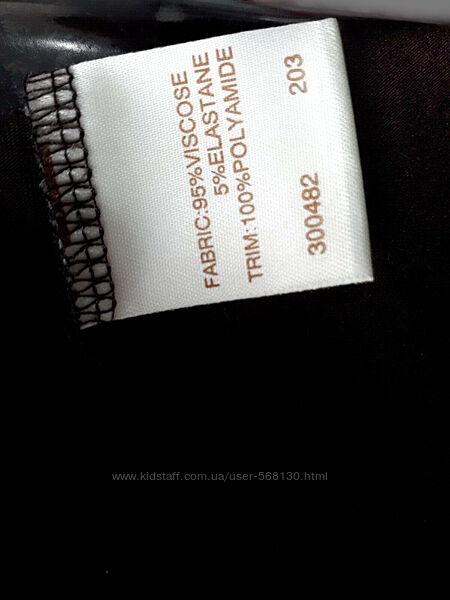 FABRIC:95%VISCOSE
5%ELASTANE
TRIM:100%POLYAMIDE
300482 203
www.kidstaff.com.ua/user-568130.html